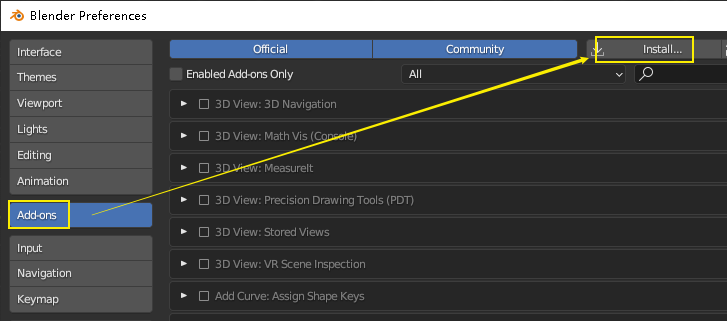 Blender Preferences
Interface
Themes
Viewport
Lights
Editing
Animation
Add-ons
Input
Navigation
Keymap
Official Community Install...
Enabled Add-ons Only All
3D View: 3D Navigation
3D View: Math Vis (Console)
3D View: MeasureIt
3D View: Precision Drawing Tools (PDT)
3D View: Stored Views
3D View: VR Scene Inspection
Add Curve: Assign Shape Keys